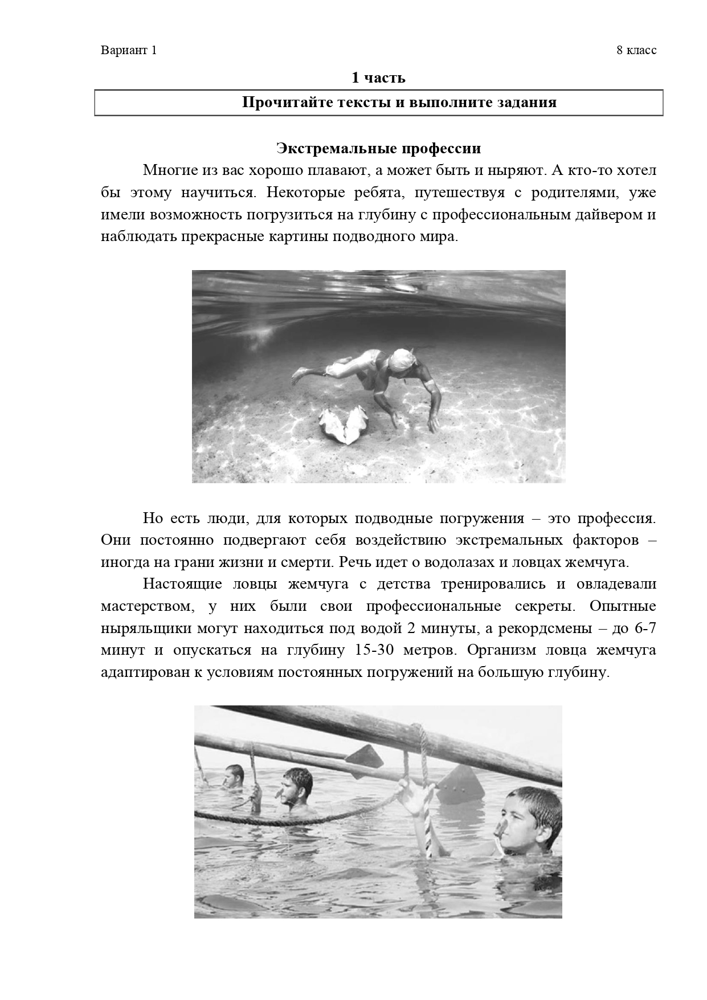 Вариант 1 8 класс
1 часть
Прочитайте тексты и выполните задания
Экстремальные профессии
Многие из вас хорошо плавают, а может быть и ныряют. А кто-то хотел
бы этому научиться. Некоторые ребята, путешествуя с родителями, уже
имели возможность погрузиться на глубину с профессиональным дайвером и
наблюдать прекрасные картины подводного мира.
Но есть люди, для которых подводные погружения – это профессия.
Они постоянно подвергают себя воздействию экстремальных факторов –
иногда на грани жизни и смерти. Речь идет о водолазах и ловцах жемчуга.
Настоящие ловцы жемчуга с детства тренировались и овладевали
мастерством, у них были свои профессиональные секреты. Опытные
ныряльщики могут находиться под водой 2 минуты, а рекордсмены – до 6-7
минут и опускаться на глубину 15-30 метров. Организм ловца жемчуга
адаптирован к условиям постоянных погружений на большую глубину.